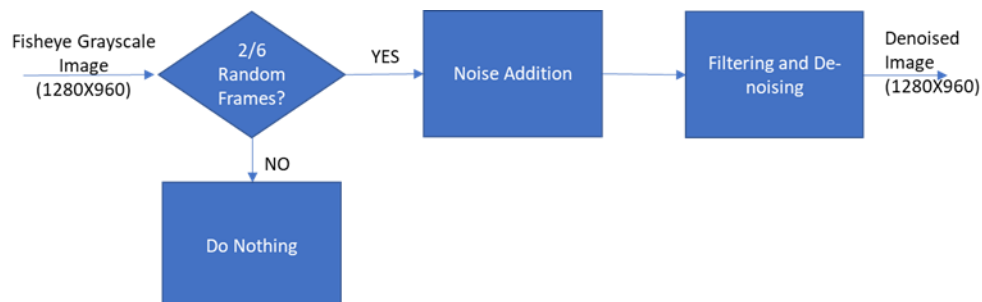 Fisheye Grayscale
Image
(1280X960)
2/6
Random
Frames?
YES
Noise Addition
Filtering and De-
noising
Denoised
Image
(1280X960)
NO
Do Nothing